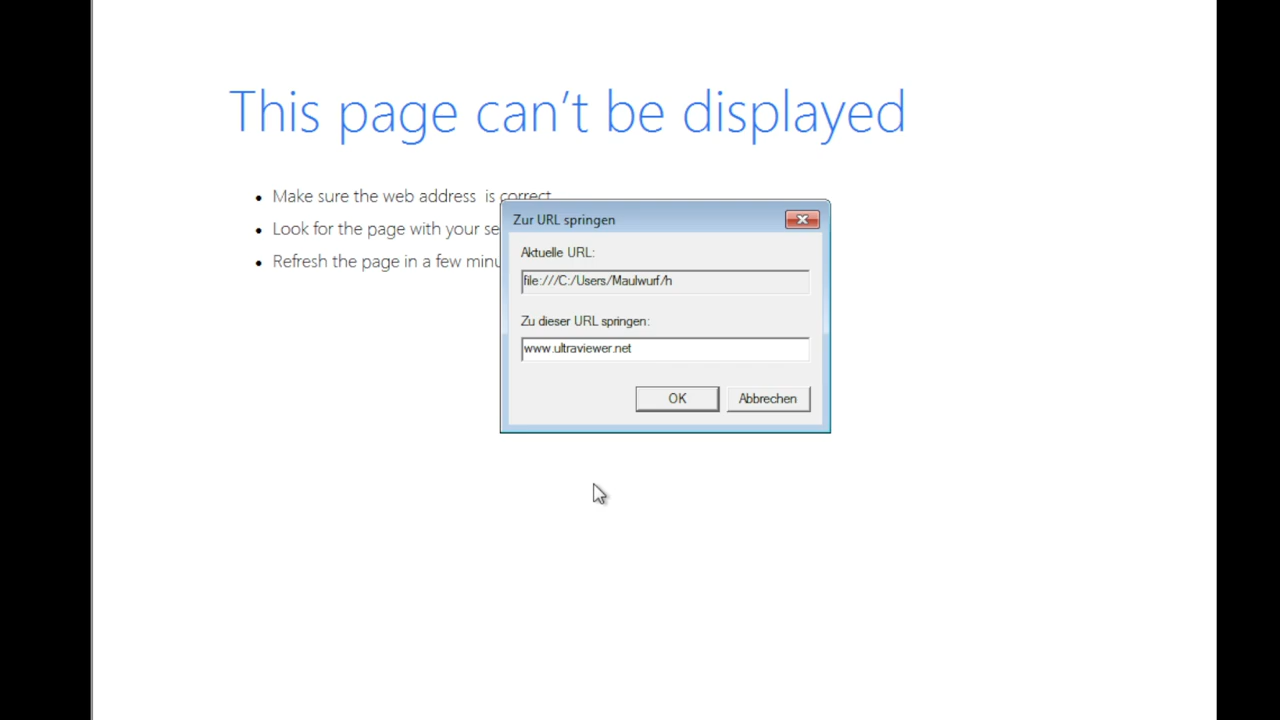 This page can't be displayed
• Make sure the web address is correct
• Look for the page with your se
• Refresh the page in a few minu
Zur URL springen
Aktuelle URL:
file:///C:/Users/Maulwurf/h
Zu dieser URL springen:
www.ultraviewer.net
OK
Abbrechen